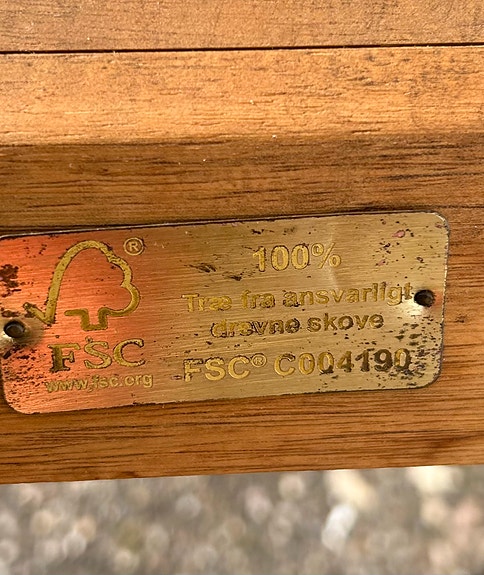 ®
FSC
www.fsc.org
100%
Træ fra ansvarligt
drevne skove
FSC® C004190